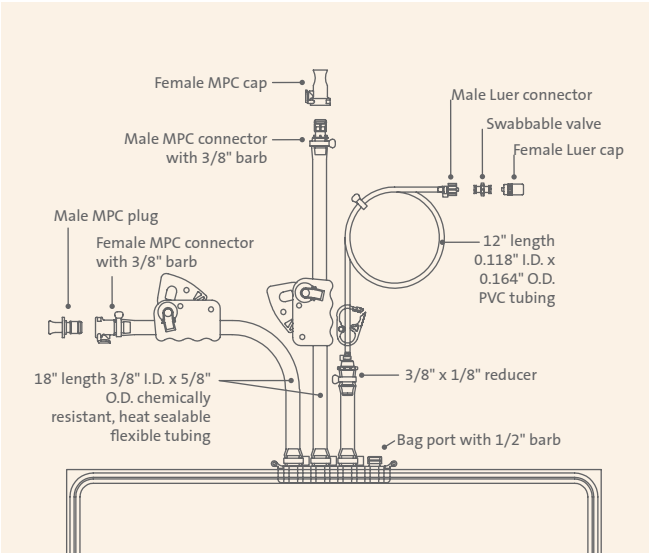 Female MPC cap
Male MPC connector
with 3/8" barb
Male Luer connector
Swabbable valve
Female Luer cap
Male MPC plug
Female MPC connector
with 3/8" barb
12" length
0.118" I.D. x
0.164" O.D.
PVC tubing
18" length 3/8" I.D. x 5/8"
O.D. chemically
resistant, heat sealable
flexible tubing
3/8" x 1/8" reducer
Bag port with 1/2" barb